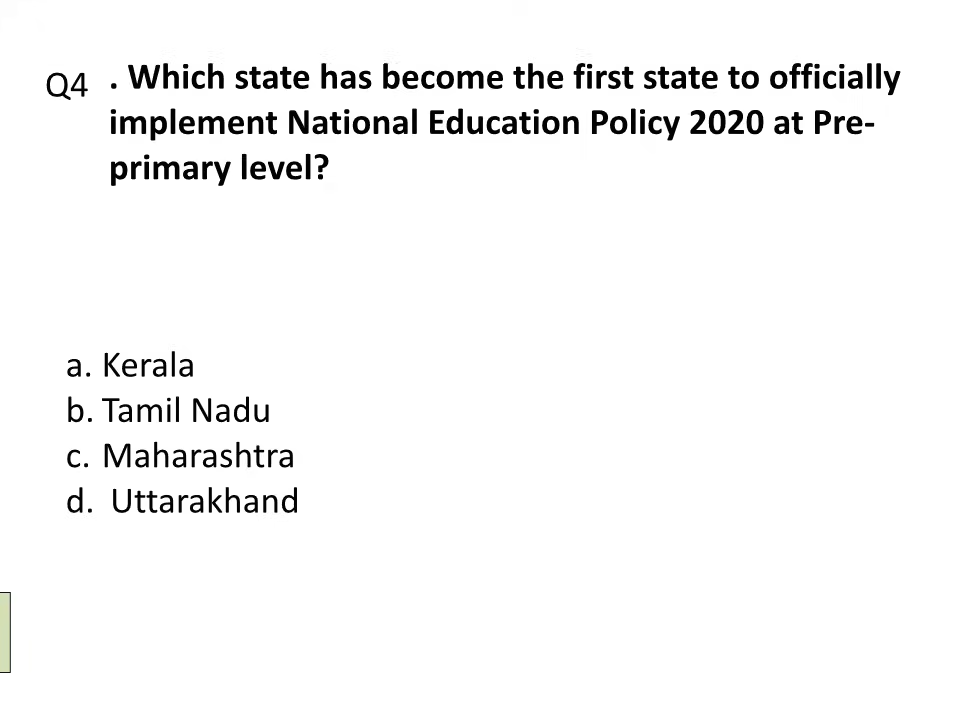 Q4 . Which state has become the first state to officially
implement National Education Policy 2020 at Pre-
primary level?
a. Kerala
b. Tamil Nadu
c. Maharashtra
d. Uttarakhand